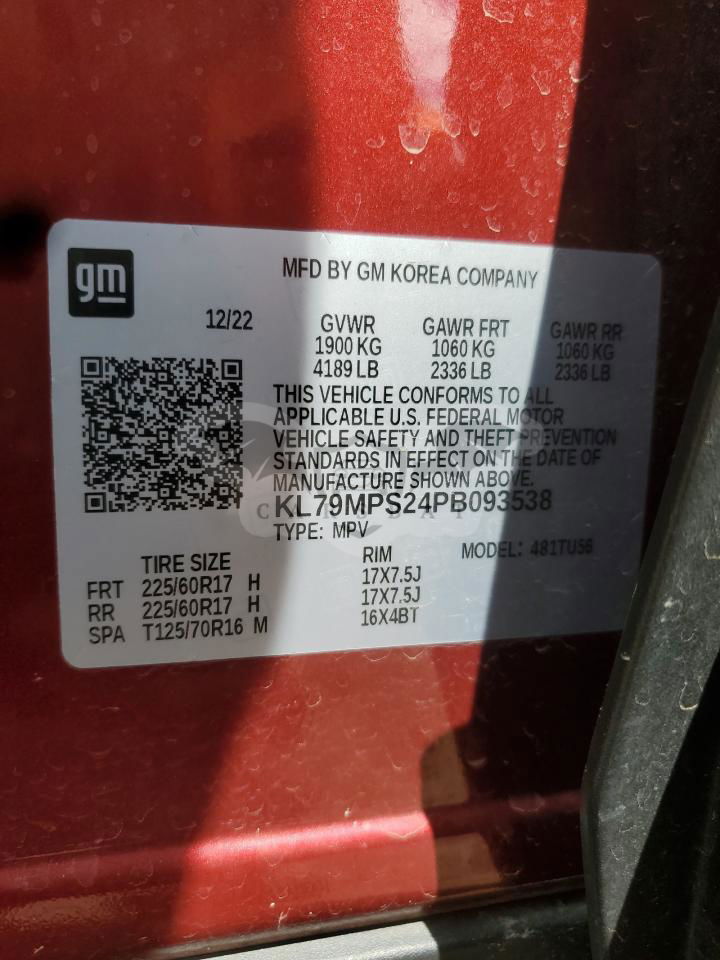 gm
MFD BY GM KOREA COMPANY
12/22 GVWR GAWR FRT GAWR RR
1900 KG 1060 KG 1060 KG
4189 LB 2336 LB 2336 LB
THIS VEHICLE CONFORMS TO ALL
APPLICABLE U.S. FEDERAL MOTOR
VEHICLE SAFETY AND THEFT PREVENTION
STANDARDS IN EFFECT ON THE DATE OF
MANUFACTURE SHOWN ABOVE.
KL79MPS24PB093538
TYPE: MPV MODEL: 481TU56
TIRE SIZE RIM
FRT 225/60R17 H 17X7.5J
RR 225/60R17 H 17X7.5J
SPA T125/70R16 M 16X4BT